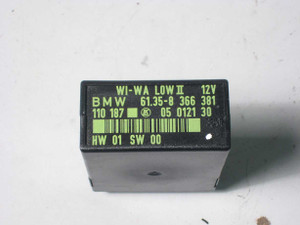 WI-WA LOW II 12V
BMW 61.35-8 366 381
110 187 05 0121 30
HW 01 SW 00